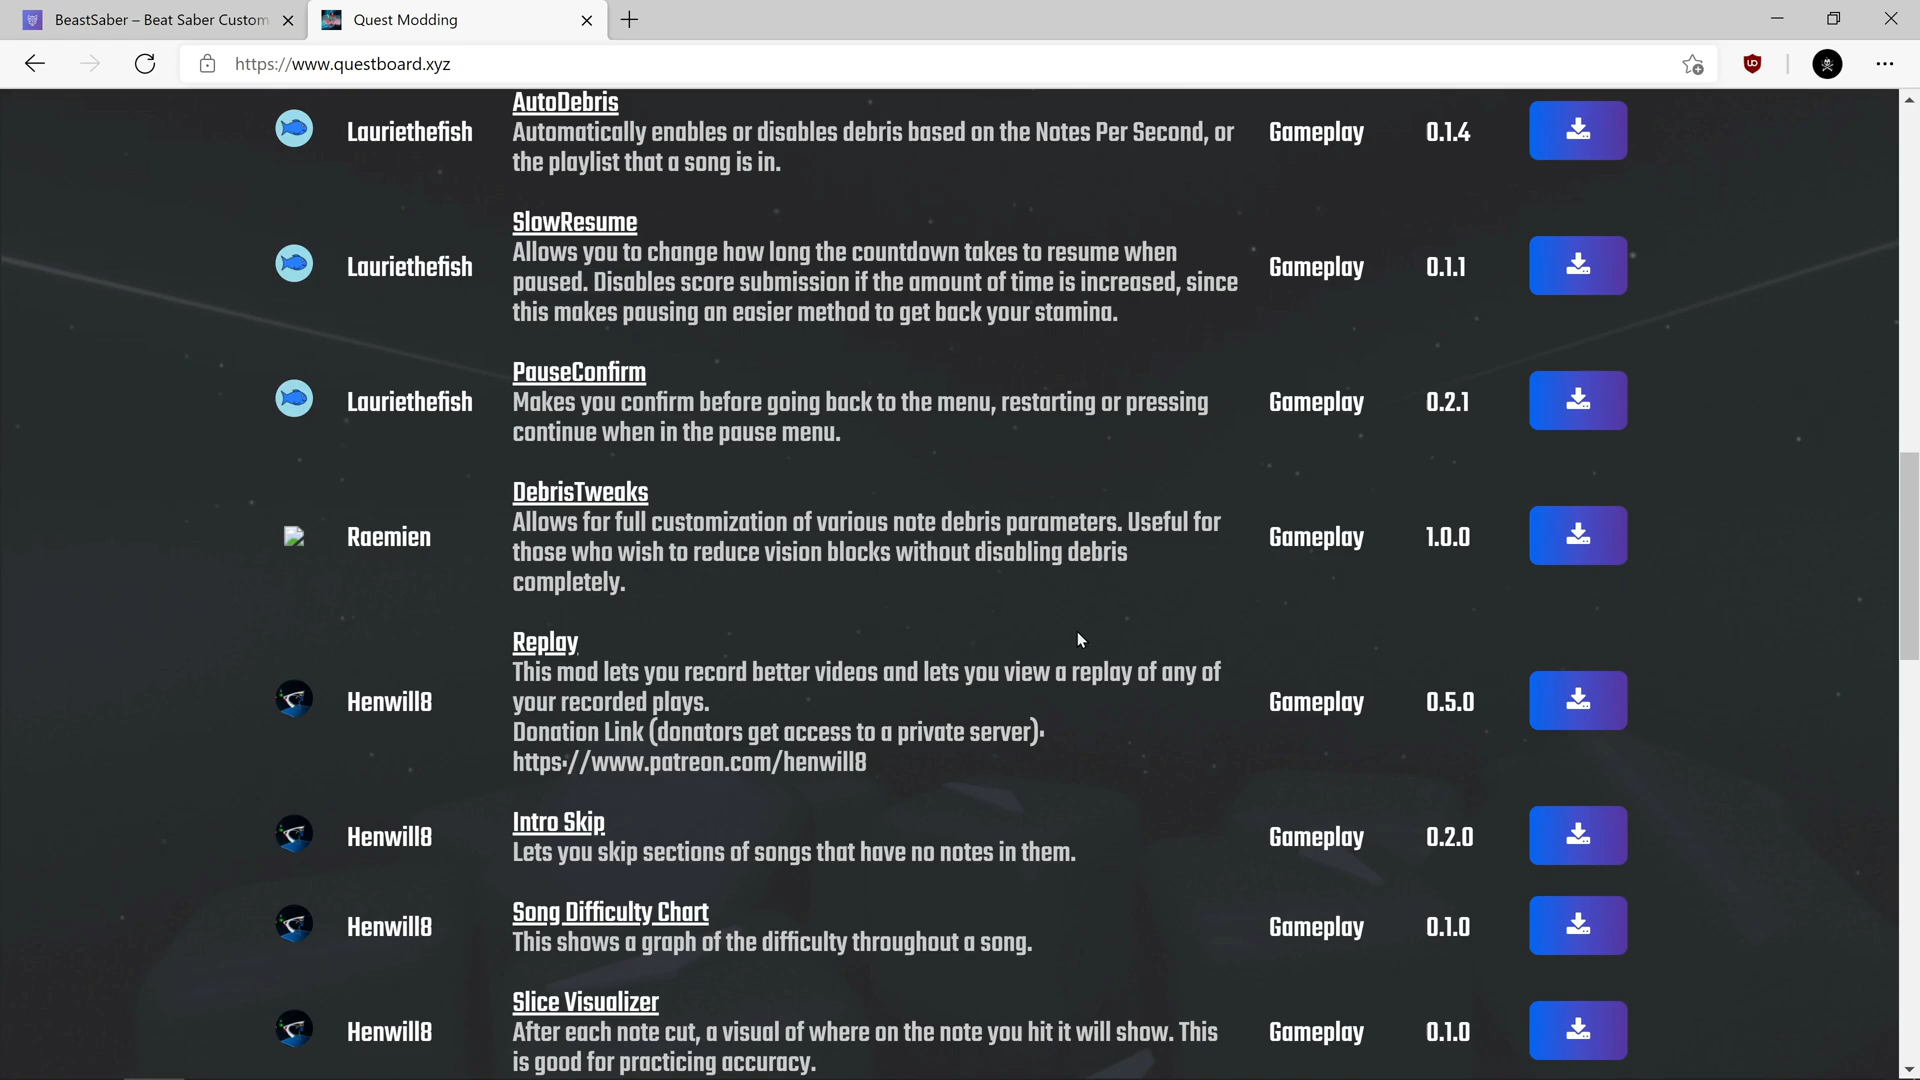 BeastSaber – Beat Saber Custom
Quest Modding
https://www.questboard.xyz
AutoDebris
Lauriethefish
Automatically enables or disables debris based on the Notes Per Second, or
the playlist that a song is in.
Gameplay
0.1.4
SlowResume
Lauriethefish
Allows you to change how long the countdown takes to resume when
paused. Disables score submission if the amount of time is increased, since
this makes pausing an easier method to get back your stamina.
Gameplay
0.1.1
PauseConfirm
Lauriethefish
Makes you confirm before going back to the menu, restarting or pressing
continue when in the pause menu.
Gameplay
0.2.1
DebrisTweaks
Raemien
Allows for full customization of various note debris parameters. Useful for
those who wish to reduce vision blocks without disabling debris
completely.
Gameplay
1.0.0
Replay
Henwill8
This mod lets you record better videos and lets you view a replay of any of
your recorded plays.
Donation Link (donators get access to a private server):
https://www.patreon.com/henwill8
Gameplay
0.5.0
Intro Skip
Henwill8
Lets you skip sections of songs that have no notes in them.
Gameplay
0.2.0
Song Difficulty Chart
Henwill8
This shows a graph of the difficulty throughout a song.
Gameplay
0.1.0
Slice Visualizer
Henwill8
After each note cut, a visual of where on the note you hit it will show. This
is good for practicing accuracy.
Gameplay
0.1.0